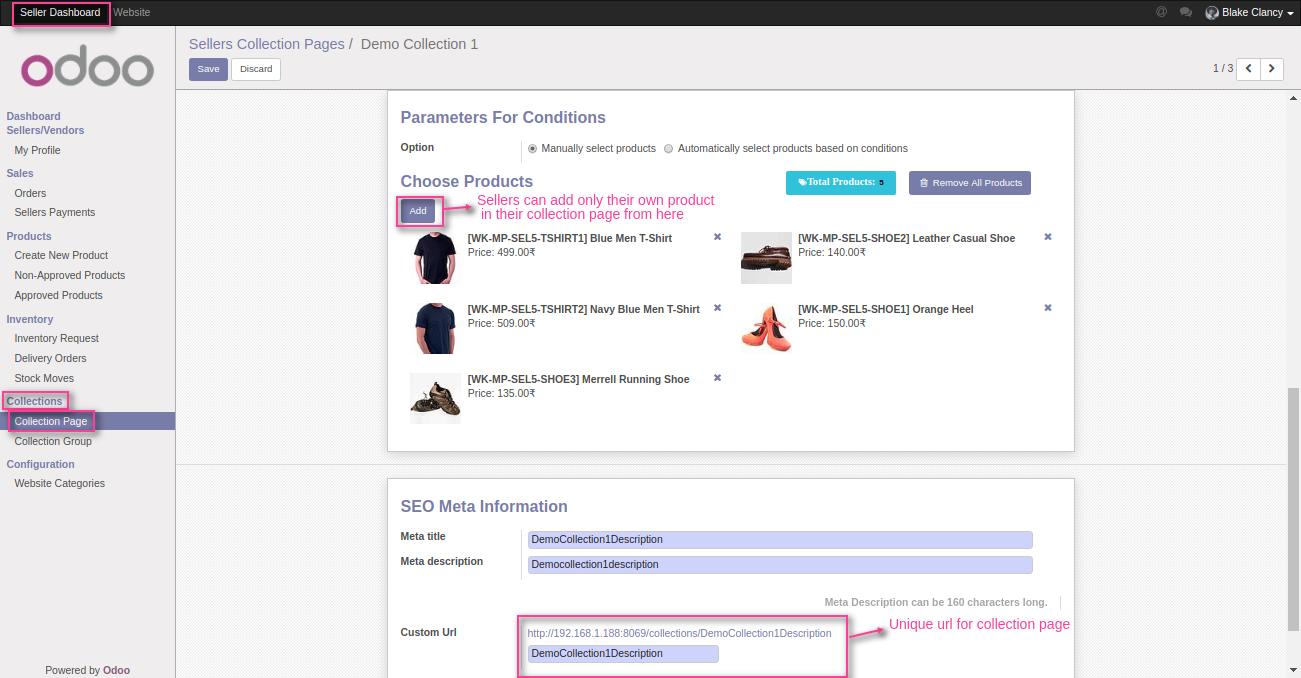 Seller Dashboard Website
@ Blake Clancy
odoo
Sellers Collection Pages / Demo Collection 1
Save Discard
1 / 3
Dashboard
Sellers/Vendors
My Profile
Sales
Orders
Sellers Payments
Products
Create New Product
Non-Approved Products
Approved Products
Inventory
Inventory Request
Delivery Orders
Stock Moves
Collections
Collection Page
Collection Group
Configuration
Website Categories
Powered by Odoo
Parameters For Conditions
Option Manually select products Automatically select products based on conditions
Choose Products
Total Products: 5 Remove All Products
Add
Sellers can add only their own product
in their collection page from here
[WK-MP-SEL5-TSHIRT1] Blue Men T-Shirt
Price: 499.00₹
[WK-MP-SEL5-SHOE2] Leather Casual Shoe
Price: 140.00₹
[WK-MP-SEL5-TSHIRT2] Navy Blue Men T-Shirt
Price: 509.00₹
[WK-MP-SEL5-SHOE1] Orange Heel
Price: 150.00₹
[WK-MP-SEL5-SHOE3] Merrell Running Shoe
Price: 135.00₹
SEO Meta Information
Meta title DemoCollection1Description
Meta description Democollection1description
Meta Description can be 160 characters long.
Custom Url http://192.168.1.188:8069/collections/DemoCollection1Description
DemoCollection1Description
Unique url for collection page